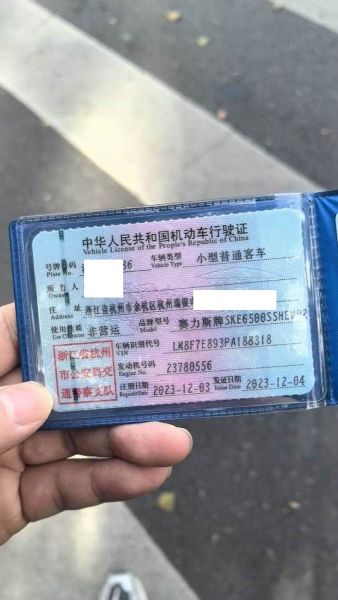 中华人民共和国机动车行驶证
Vehicle License of the People's Republic of China
号牌号码 36 车辆类型 小型普通客车
Plate No. Vehicle Type
所有人
Owner
住址 浙江省杭州市余杭区杭州瑞银
Address
使用性质 非营运 品牌型号 赛力斯牌SKE6500SSHEV
Use Character Model
浙江省杭州 车辆识别代号 LM8F7E893PA188318
VIN
市公安局交 发动机号码 23780556
Engine No.
通警察支队 注册日期 2023-12-03 发证日期 2023-12-04
Register Date Issue Date